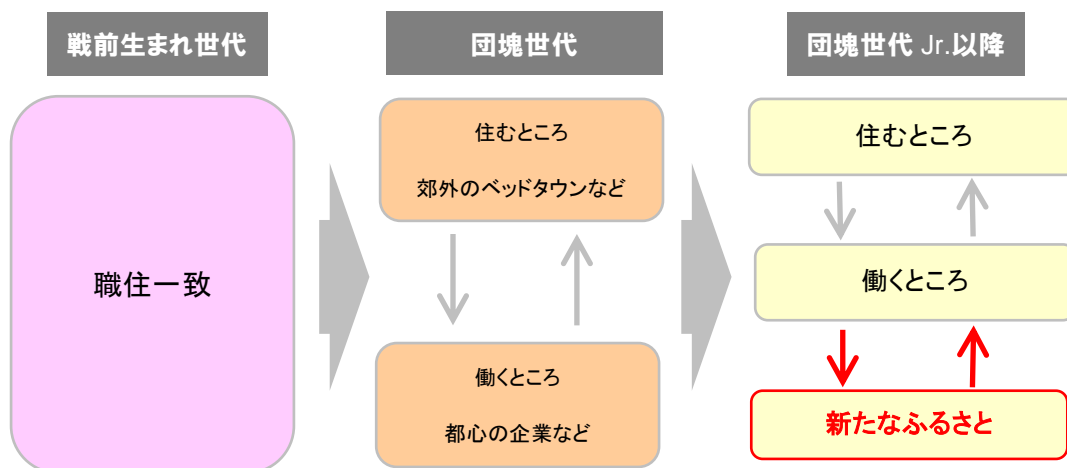 戦前生まれ世代
団塊世代
団塊世代 Jr.以降
職住一致
住むところ
郊外のベッドタウンなど
働くところ
都心の企業など
住むところ
働くところ
新たなふるさと